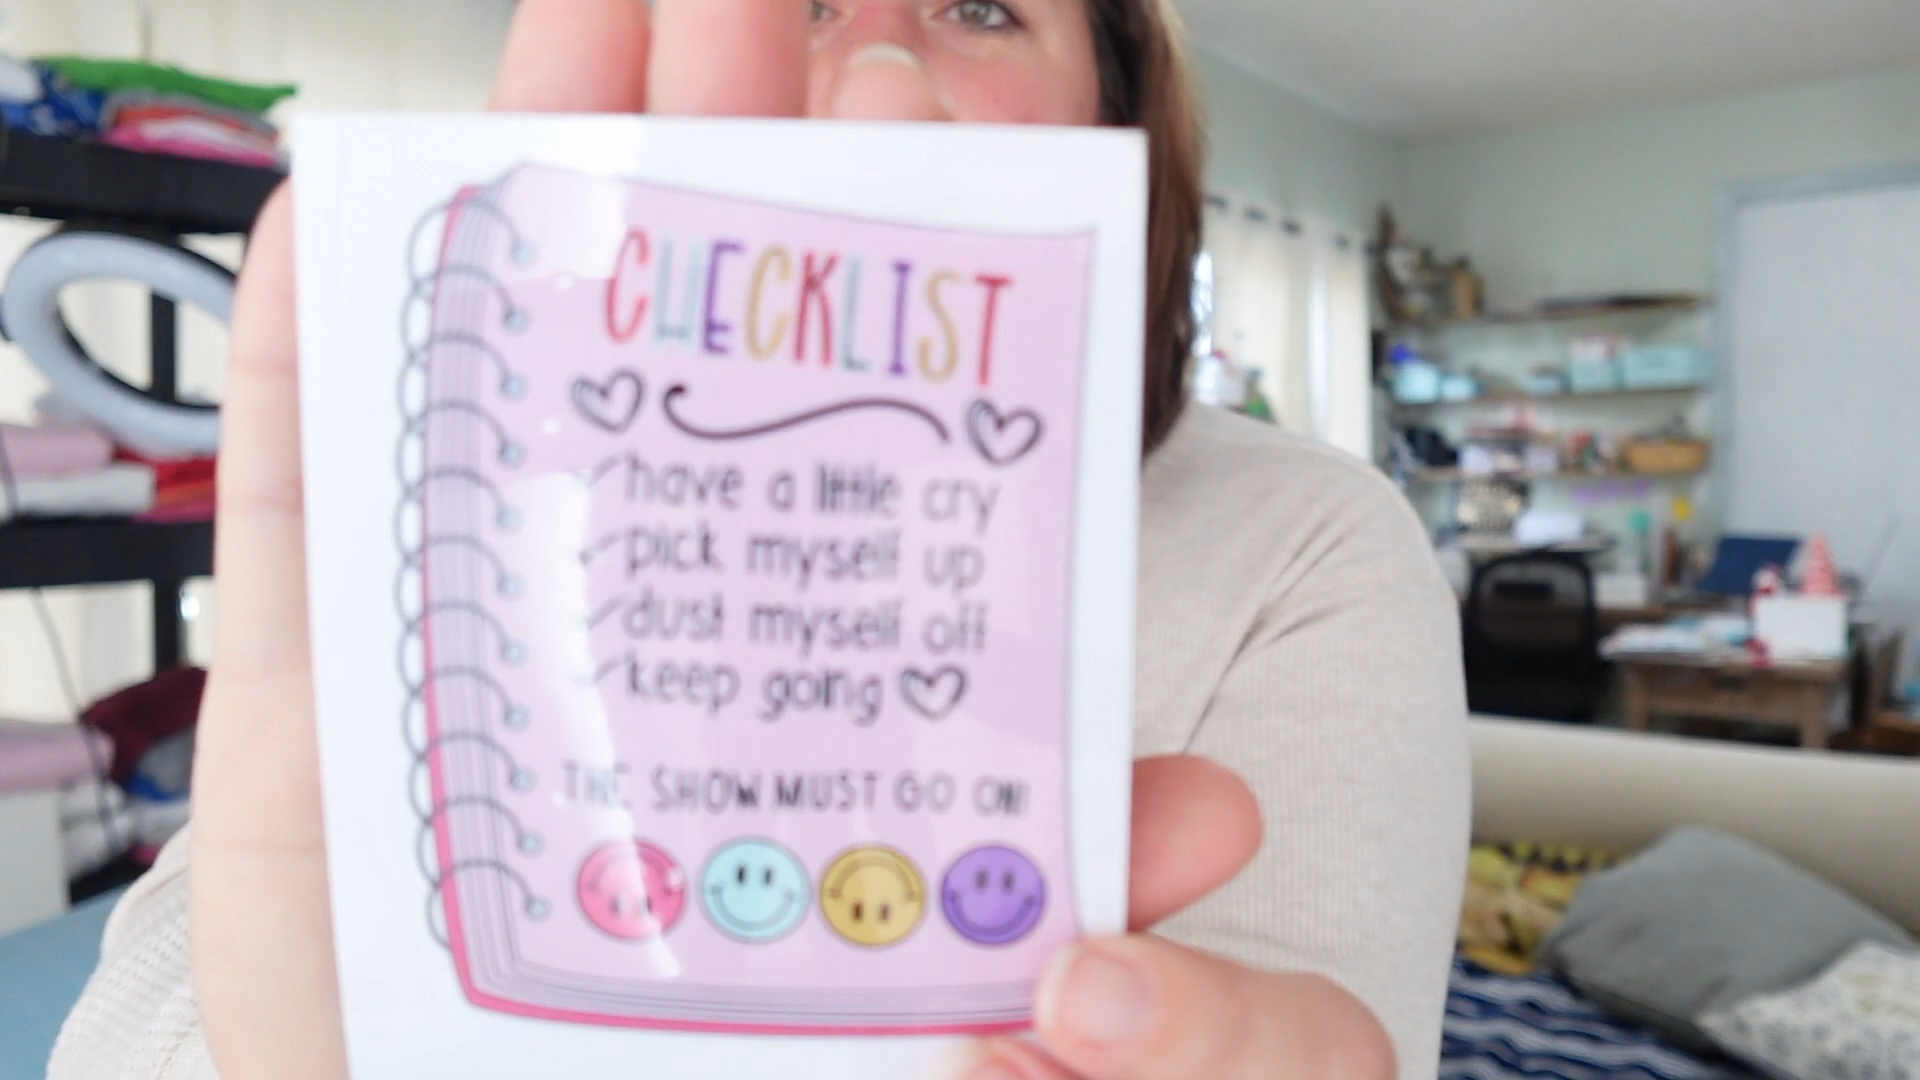 CHECKLIST
have a little cry
pick myself up
dust myself off
keep going
THE SHOW MUST GO ON!